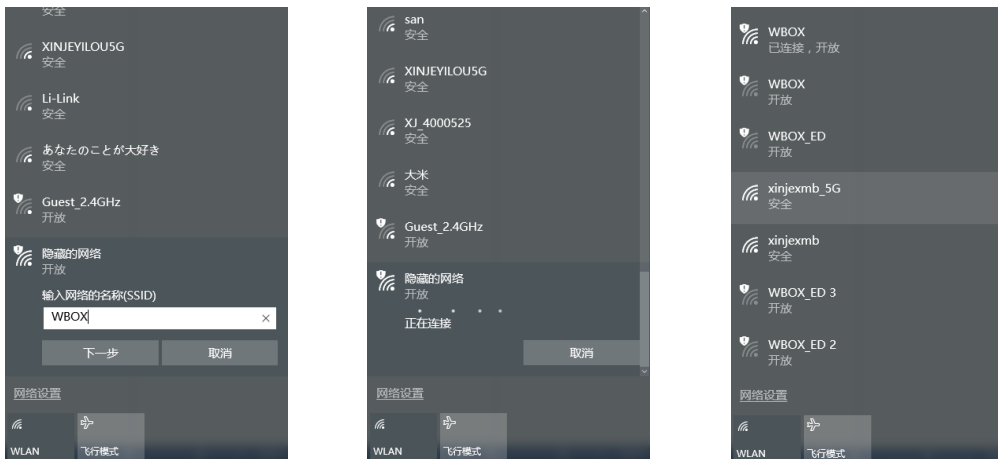 安全
XINJEYILOU5G
安全
Li-Link
安全
あなたのことが大好き
安全
Guest_2.4GHz
开放
隐藏的网络
开放
输入网络的名称(SSID)
WBOX
下一步
取消
网络设置
WLAN
飞行模式
san
安全
XINJEYILOU5G
安全
XJ_4000525
安全
大米
安全
Guest_2.4GHz
开放
隐藏的网络
开放
正在连接
取消
网络设置
WLAN
飞行模式
WBOX
已连接，开放
WBOX
开放
WBOX_ED
开放
xinjexmb_5G
安全
xinjexmb
安全
WBOX_ED 3
开放
WBOX_ED 2
开放
网络设置
WLAN
飞行模式